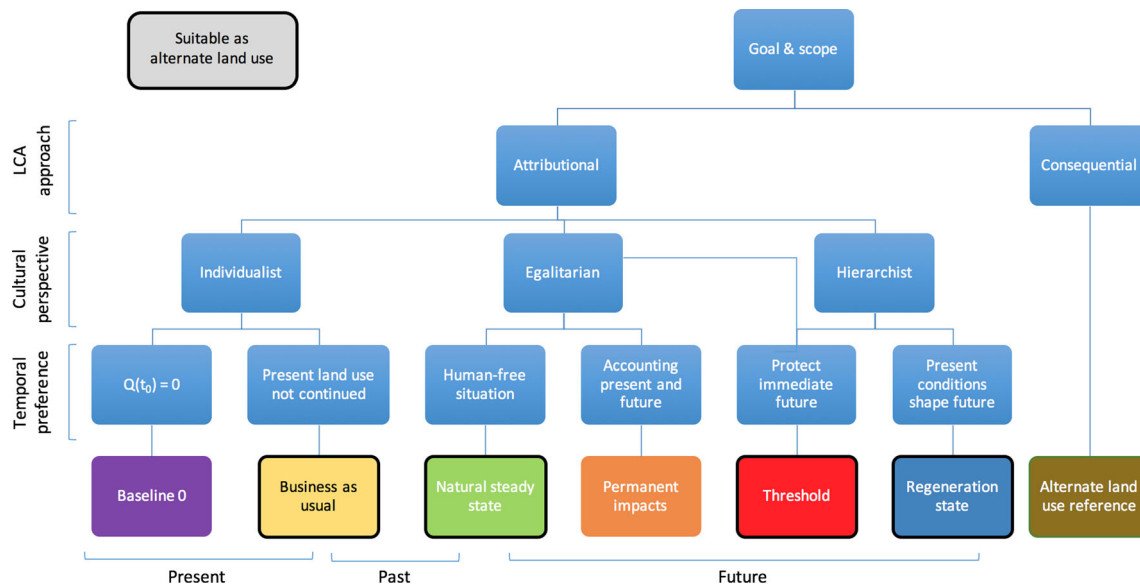 Suitable as
alternate land use
Goal & scope
LCA
approach
Attributional
Consequential
Cultural
perspective
Individualist
Egalitarian
Hierarchist
Temporal
preference
Q(t₀) = 0
Present land use
not continued
Human-free
situation
Accounting
present and
future
Protect
immediate
future
Present
conditions
shape future
Baseline 0
Business as
usual
Natural steady
state
Permanent
impacts
Threshold
Regeneration
state
Alternate land
use reference
Present
Past
Future